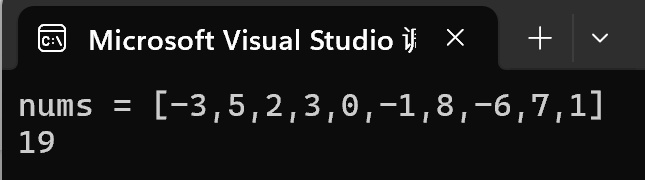 Microsoft Visual Studio
nums = [-3,5,2,3,0,-1,8,-6,7,1]
19